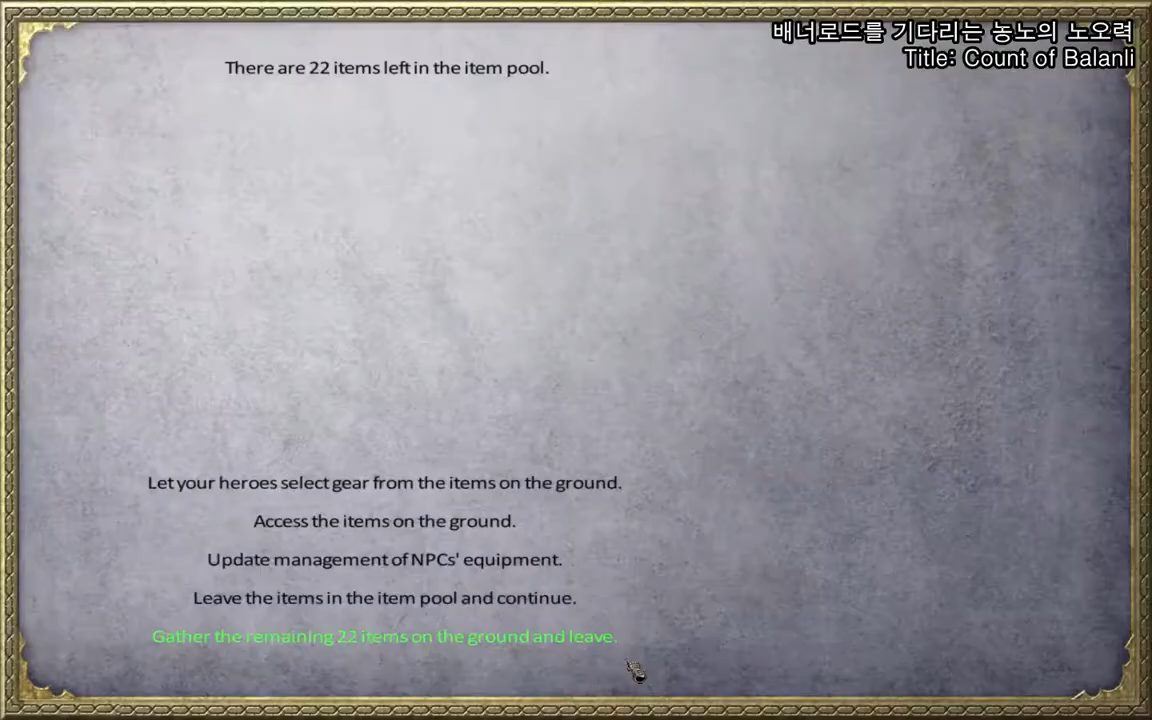 배너로드를 기다리는 농노의 노오력
Title: Count of Balanli
There are 22 items left in the item pool.
Let your heroes select gear from the items on the ground.
Access the items on the ground.
Update management of NPCs' equipment.
Leave the items in the item pool and continue.
Gather the remaining 22 items on the ground and leave.